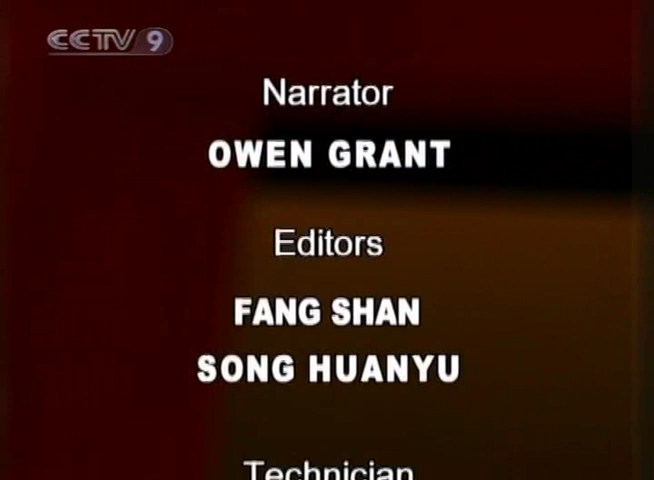 CCTV 9
Narrator
OWEN GRANT
Editors
FANG SHAN
SONG HUANYU
Technician